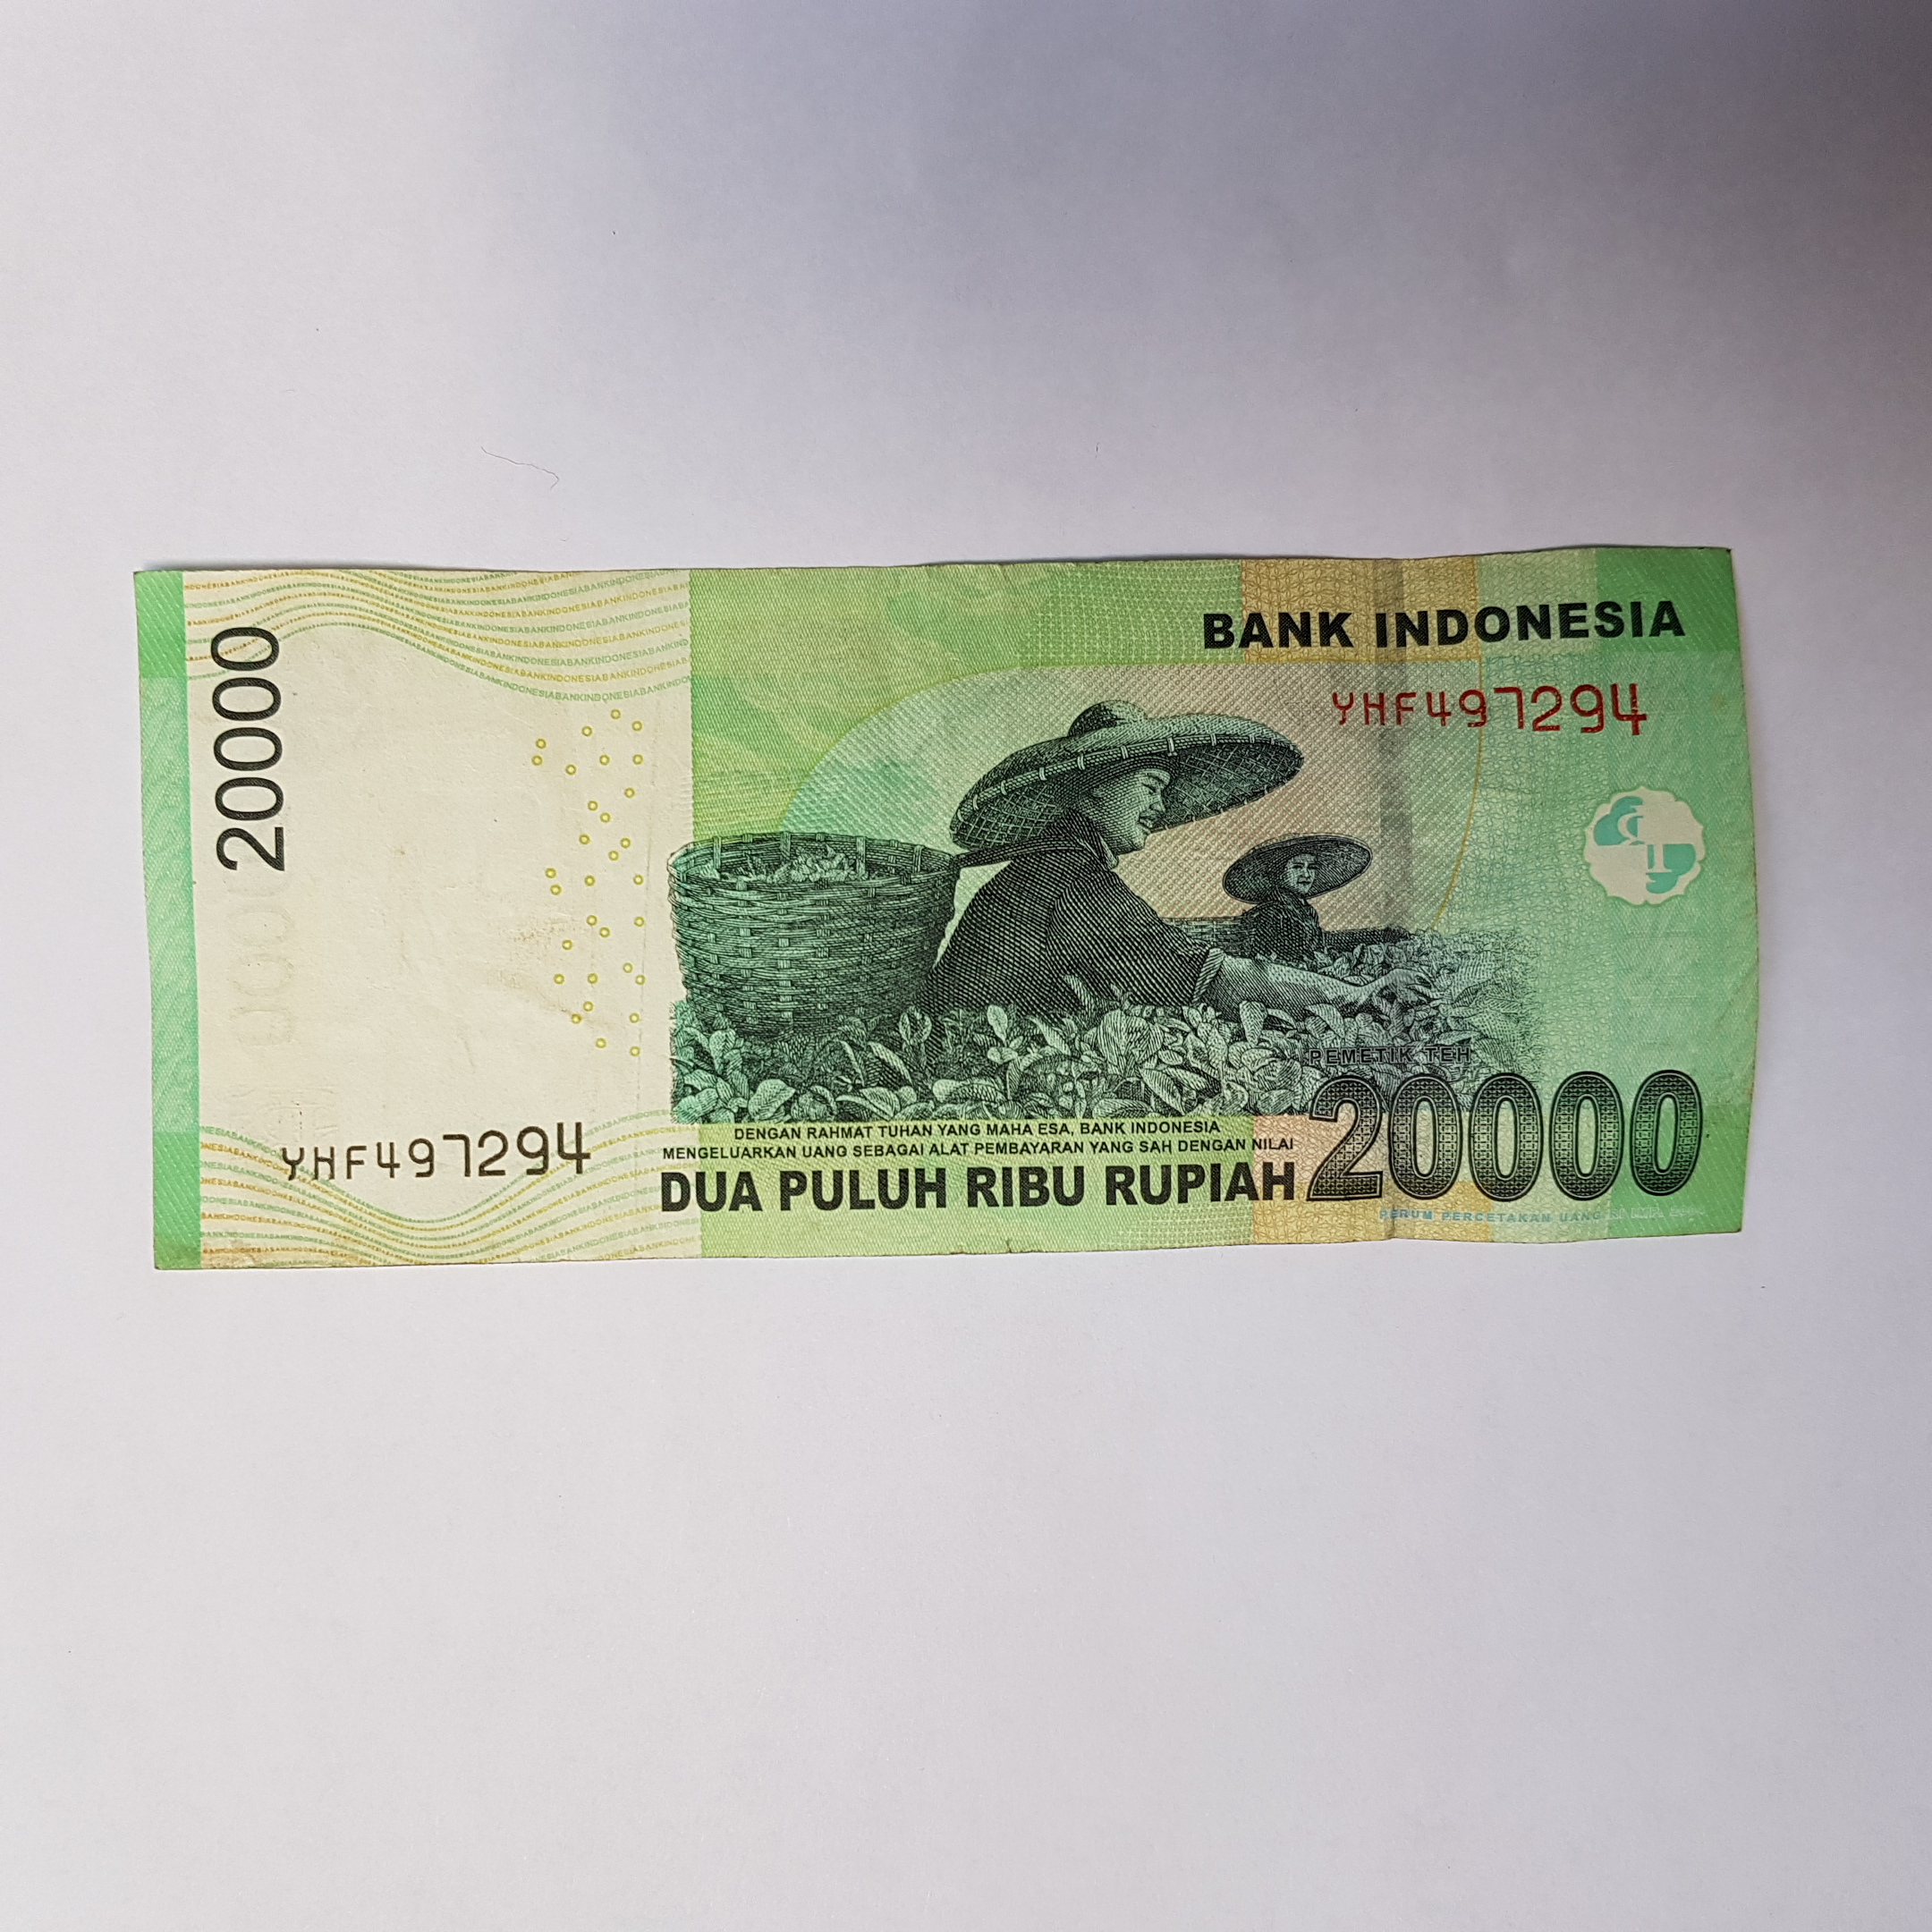 20000
YHF497294
BANK INDONESIA
YHF497294
PEMETIK TEH
DENGAN RAHMAT TUHAN YANG MAHA ESA, BANK INDONESIA
MENGELUARKAN UANG SEBAGAI ALAT PEMBAYARAN YANG SAH DENGAN NILAI
DUA PULUH RIBU RUPIAH 20000
PERUM PERCETAKAN UANG